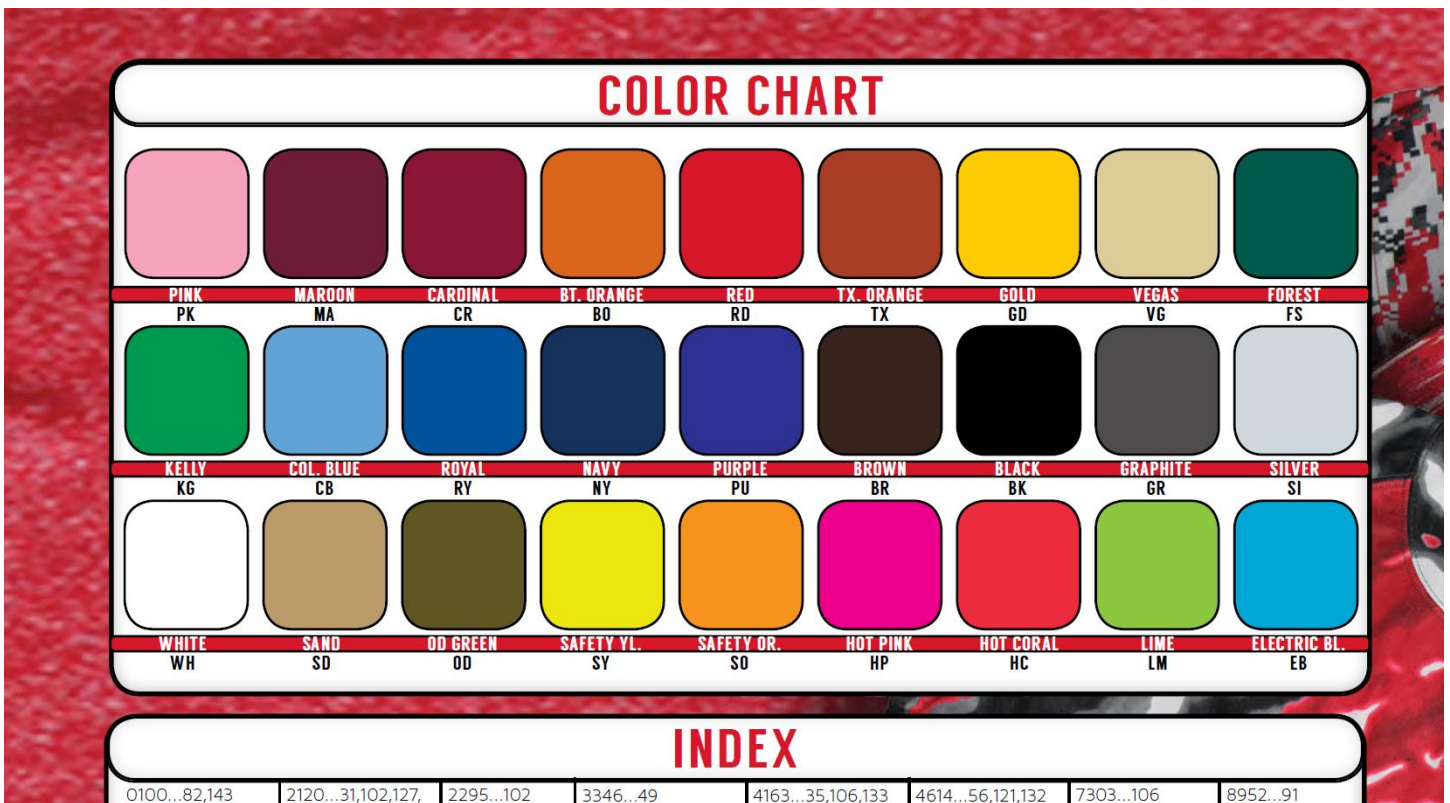 COLOR CHART
PINK MAROON CARDINAL BT. ORANGE RED TX. ORANGE GOLD VEGAS FOREST
PK MA CR BO RD TX GD VG FS
KELLY COL. BLUE ROYAL NAVY PURPLE BROWN BLACK GRAPHITE SILVER
KG CB RY NY PU BR BK GR SI
WHITE SAND OD GREEN SAFETY YL. SAFETY OR. HOT PINK HOT CORAL LIME ELECTRIC BL.
WH SD OD SY SO HP HC LM EB
INDEX
0100...82,143 2120...31,102,127, 2295...102 3346...49 4163...35,106,133 4614...56,121,132 7303...106 8952...91